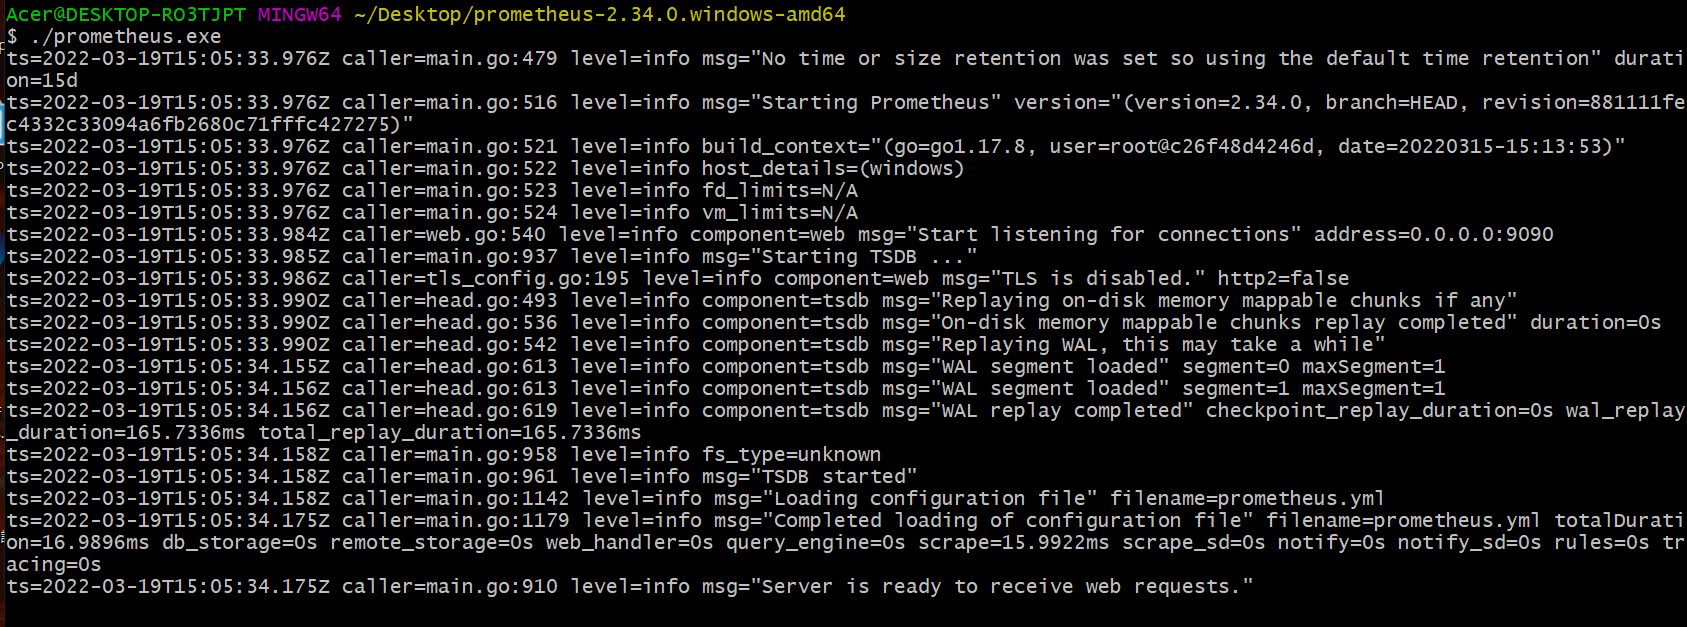 Acer@DESKTOP-RO3TJPT MINGW64 ~/Desktop/prometheus-2.34.0.windows-amd64
$ ./prometheus.exe
ts=2022-03-19T15:05:33.976Z caller=main.go:479 level=info msg="No time or size retention was set so using the default time retention" durati
on=15d
ts=2022-03-19T15:05:33.976Z caller=main.go:516 level=info msg="Starting Prometheus" version="(version=2.34.0, branch=HEAD, revision=881111fe
c4332c33094a6fb2680c71fffc427275)"
ts=2022-03-19T15:05:33.976Z caller=main.go:521 level=info build_context="(go=go1.17.8, user=root@c26f48d4246d, date=20220315-15:13:53)"
ts=2022-03-19T15:05:33.976Z caller=main.go:522 level=info host_details=(windows)
ts=2022-03-19T15:05:33.976Z caller=main.go:523 level=info fd_limits=N/A
ts=2022-03-19T15:05:33.976Z caller=main.go:524 level=info vm_limits=N/A
ts=2022-03-19T15:05:33.984Z caller=web.go:540 level=info component=web msg="Start listening for connections" address=0.0.0.0:9090
ts=2022-03-19T15:05:33.985Z caller=main.go:937 level=info msg="Starting TSDB ..."
ts=2022-03-19T15:05:33.986Z caller=tls_config.go:195 level=info component=web msg="TLS is disabled." http2=false
ts=2022-03-19T15:05:33.990Z caller=head.go:493 level=info component=tsdb msg="Replaying on-disk memory mappable chunks if any"
ts=2022-03-19T15:05:33.990Z caller=head.go:536 level=info component=tsdb msg="On-disk memory mappable chunks replay completed" duration=0s
ts=2022-03-19T15:05:33.990Z caller=head.go:542 level=info component=tsdb msg="Replaying WAL, this may take a while"
ts=2022-03-19T15:05:34.155Z caller=head.go:613 level=info component=tsdb msg="WAL segment loaded" segment=0 maxSegment=1
ts=2022-03-19T15:05:34.156Z caller=head.go:613 level=info component=tsdb msg="WAL segment loaded" segment=1 maxSegment=1
ts=2022-03-19T15:05:34.156Z caller=head.go:619 level=info component=tsdb msg="WAL replay completed" checkpoint_replay_duration=0s wal_replay
_duration=165.7336ms total_replay_duration=165.7336ms
ts=2022-03-19T15:05:34.158Z caller=main.go:958 level=info fs_type=unknown
ts=2022-03-19T15:05:34.158Z caller=main.go:961 level=info msg="TSDB started"
ts=2022-03-19T15:05:34.158Z caller=main.go:1142 level=info msg="Loading configuration file" filename=prometheus.yml
ts=2022-03-19T15:05:34.175Z caller=main.go:1179 level=info msg="Completed loading of configuration file" filename=prometheus.yml totalDurati
on=16.9896ms db_storage=0s remote_storage=0s web_handler=0s query_engine=0s scrape=15.9922ms scrape_sd=0s notify=0s notify_sd=0s rules=0s tr
acing=0s
ts=2022-03-19T15:05:34.175Z caller=main.go:910 level=info msg="Server is ready to receive web requests."